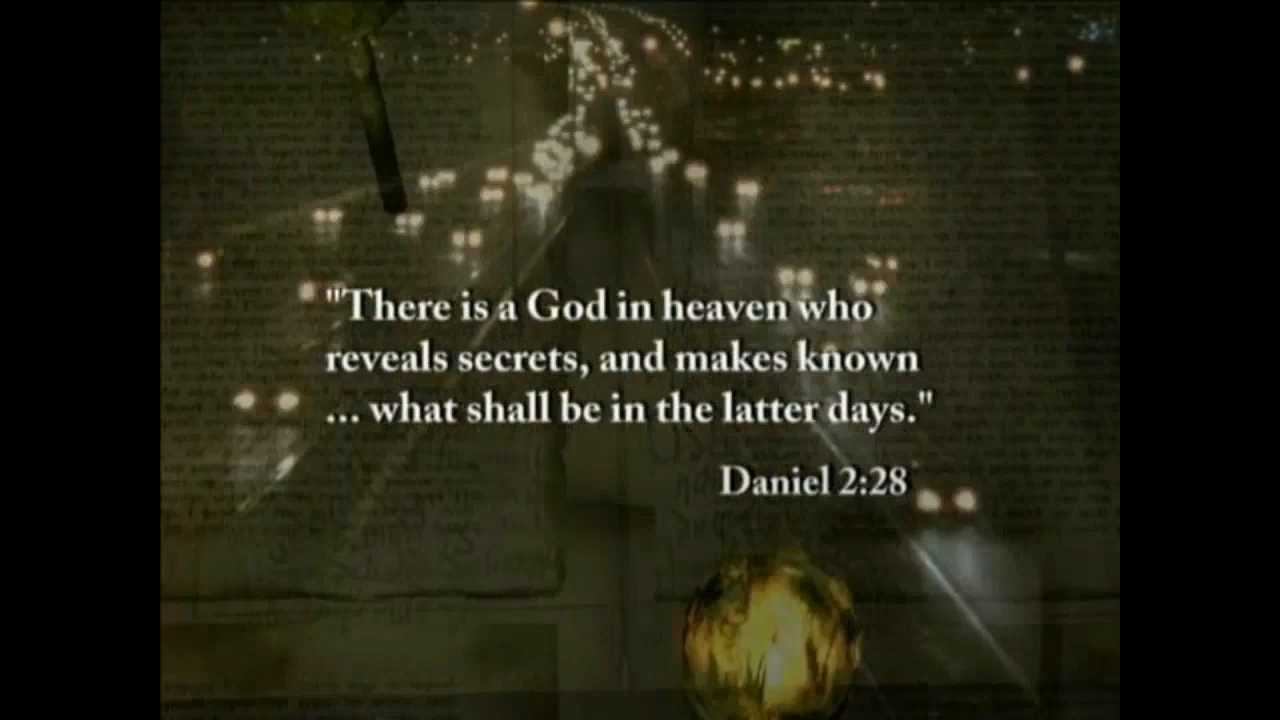 "There is a God in heaven who
reveals secrets, and makes known
... what shall be in the latter days."
Daniel 2:28